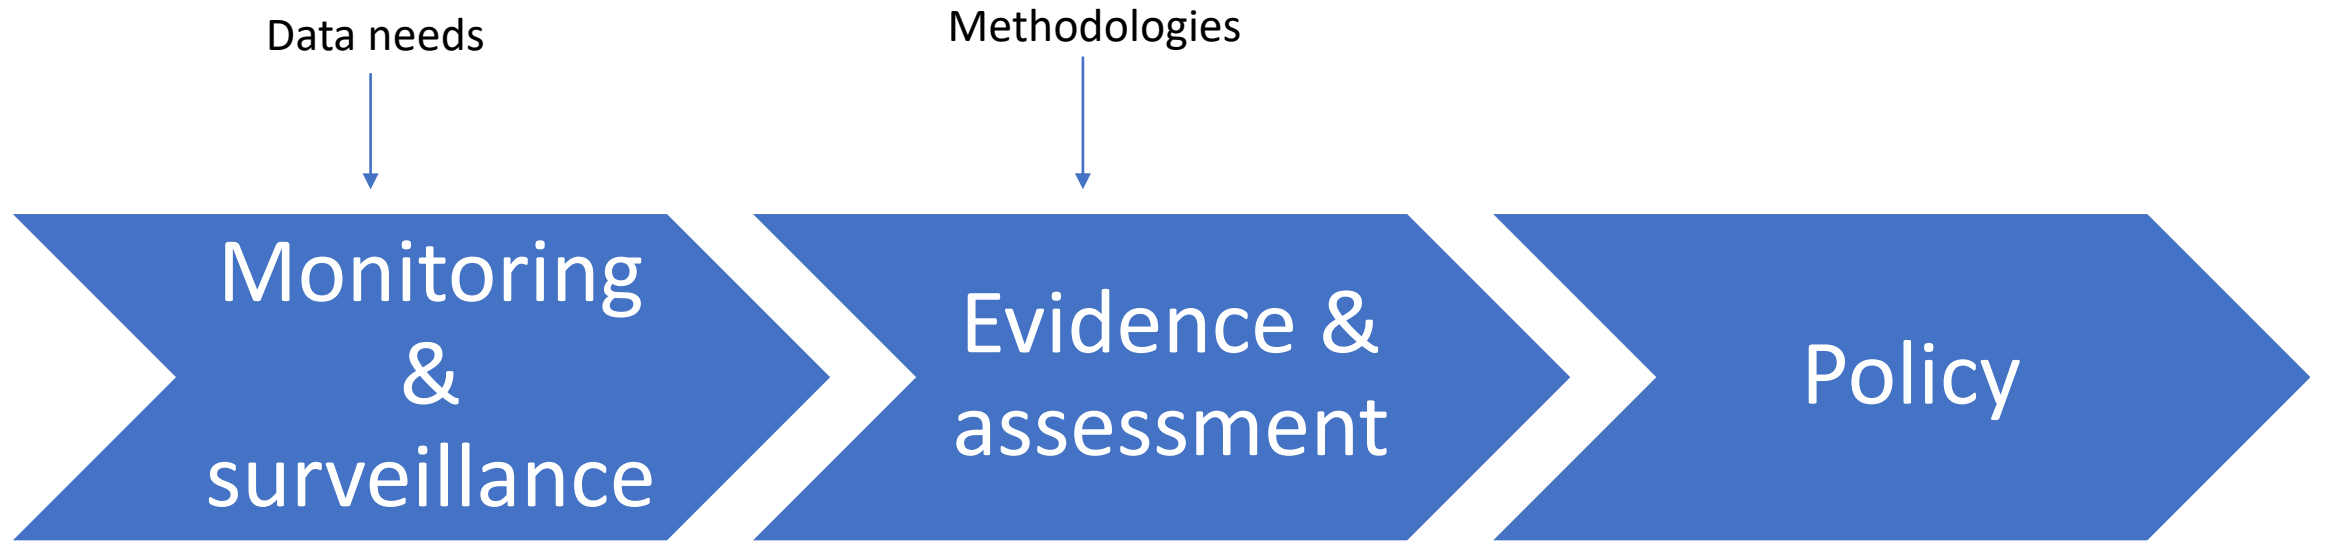 Data needs
Methodologies
Monitoring
&
surveillance
Evidence &
assessment
Policy